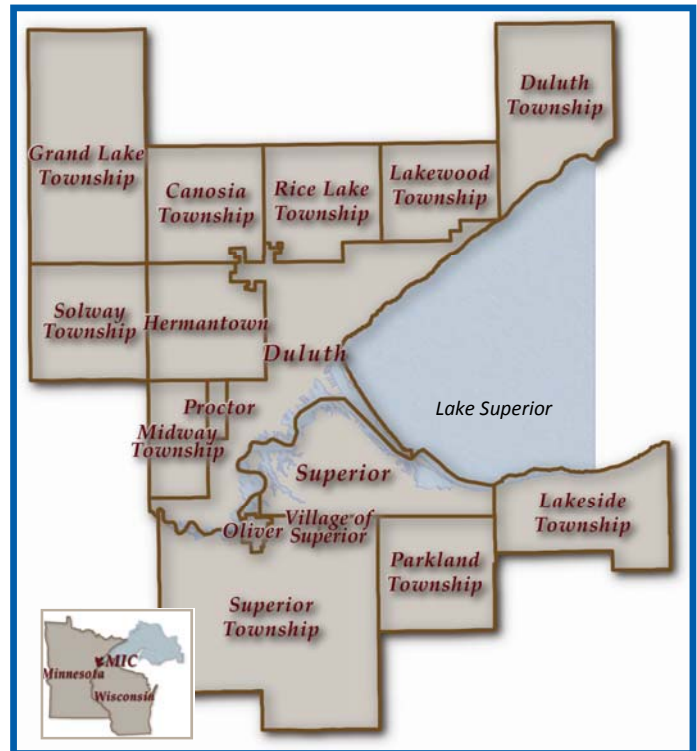 Duluth
Township
Grand Lake
Township
Canosia
Township
Rice Lake
Township
Lakewood
Township
Solway
Township
Hermantown
Duluth
Lake Superior
Proctor
Midway
Township
Superior
Lakeside
Township
Oliver
Village of
Superior
Parkland
Township
Superior
Township
MIC
Minnesota
Wisconsin